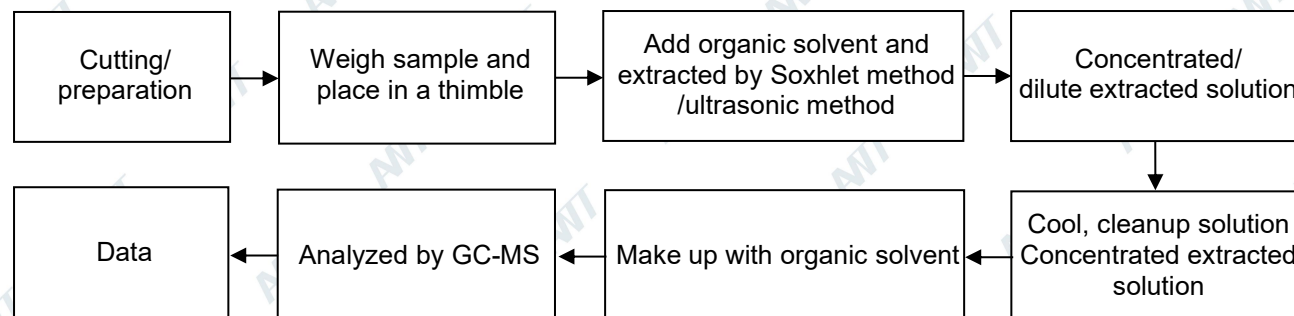 Cutting/
preparation
Weigh sample and
place in a thimble
Add organic solvent and
extracted by Soxhlet method
/ultrasonic method
Concentrated/
dilute extracted solution
Cool, cleanup solution
Concentrated extracted
solution
Make up with organic solvent
Analyzed by GC-MS
Data